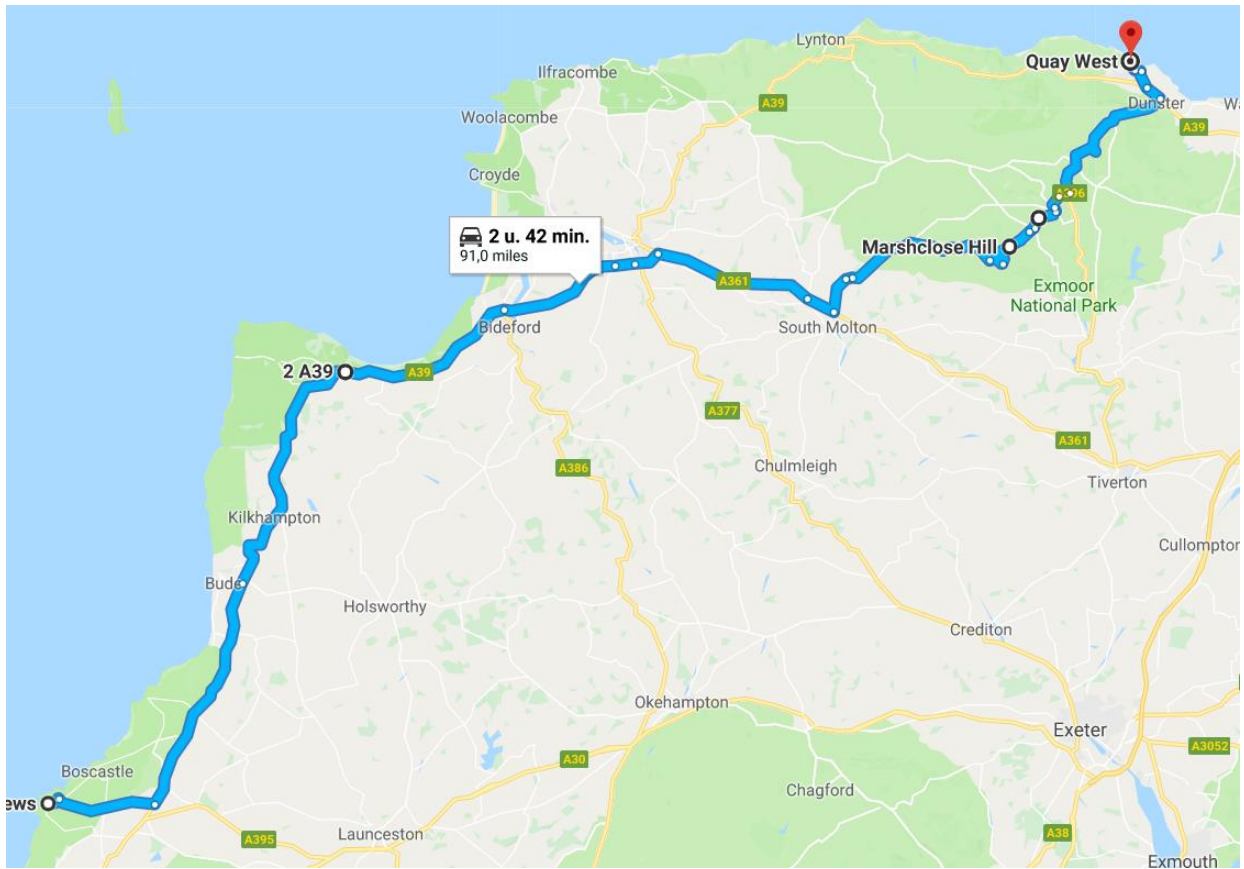 Lynton
Quay West
Ilfracombe
Dunster
A39
Woolacombe
A39
Croyde
A396
2 u. 42 min.
91,0 miles
Marshclose Hill
A361
Exmoor
National Park
Bideford
South Molton
2 A39
A39
A377
A361
A386
Chulmleigh
Tiverton
Kilkhampton
Cullompton
Bude
Holsworthy
Crediton
Okehampton
Exeter
A3052
A30
Boscastle
Chagford
ews
A395
Launceston
A38
Exmouth